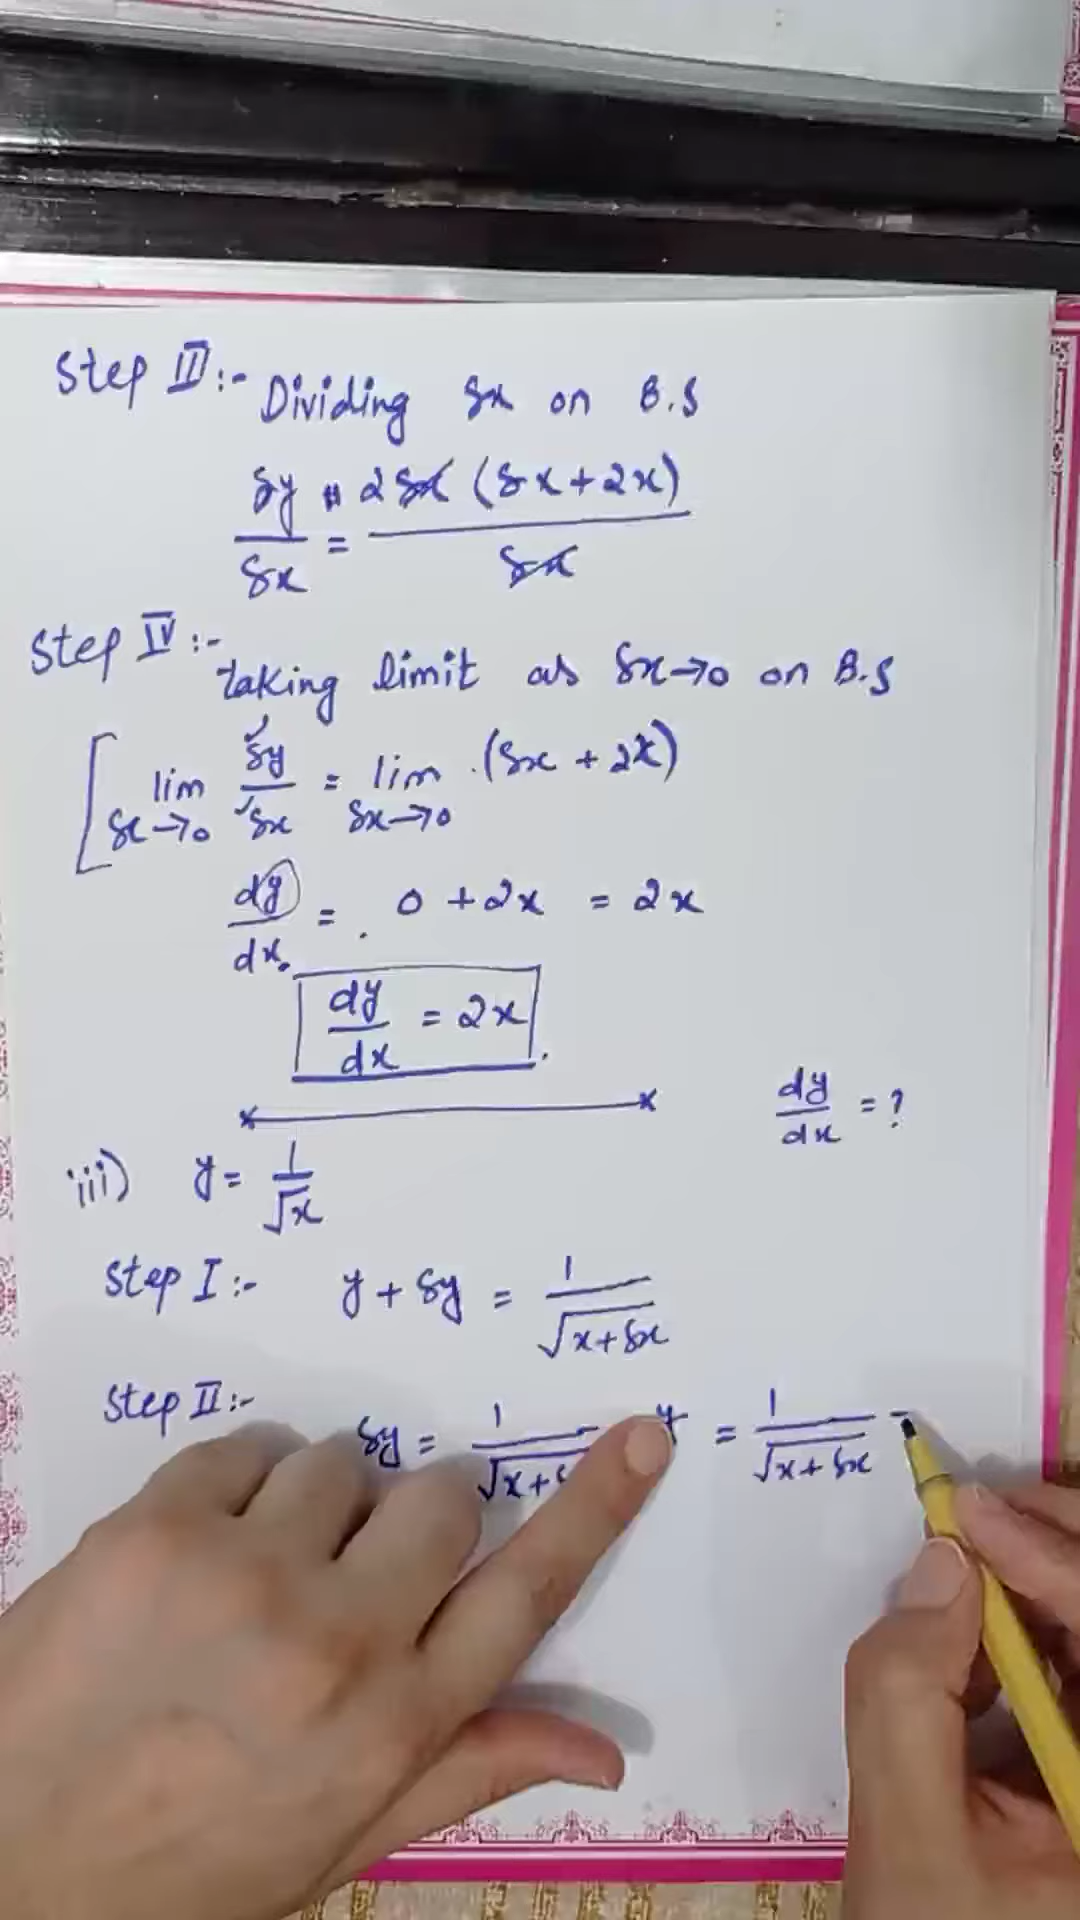 Step III:- Dividing δx on B.S
δy/δx = 2δx (δx+2x)/δx
Step IV:- taking limit as δx→0 on B.S
lim δx→0 δy/δx = lim δx→0 (δx + 2x)
dy/dx = 0 + 2x = 2x
dy/dx = 2x
dy/dx = ?
iii) y = 1/√x
Step I:- y + δy = 1/√x+δx
Step II:- δy = 1/√x+ - y = 1/√x+δx -